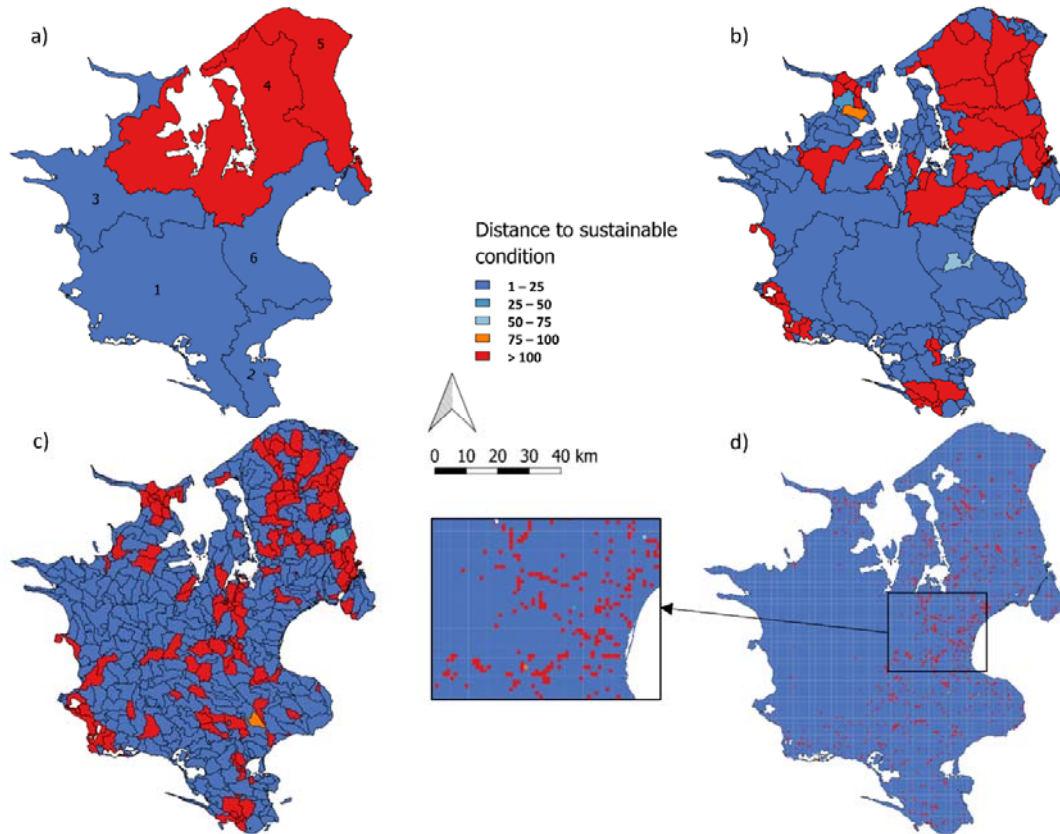 a)
5
4
3
6
1
2
b)
Distance to sustainable
condition
1 – 25
25 – 50
50 – 75
75 – 100
> 100
c)
0 10 20 30 40 km
d)